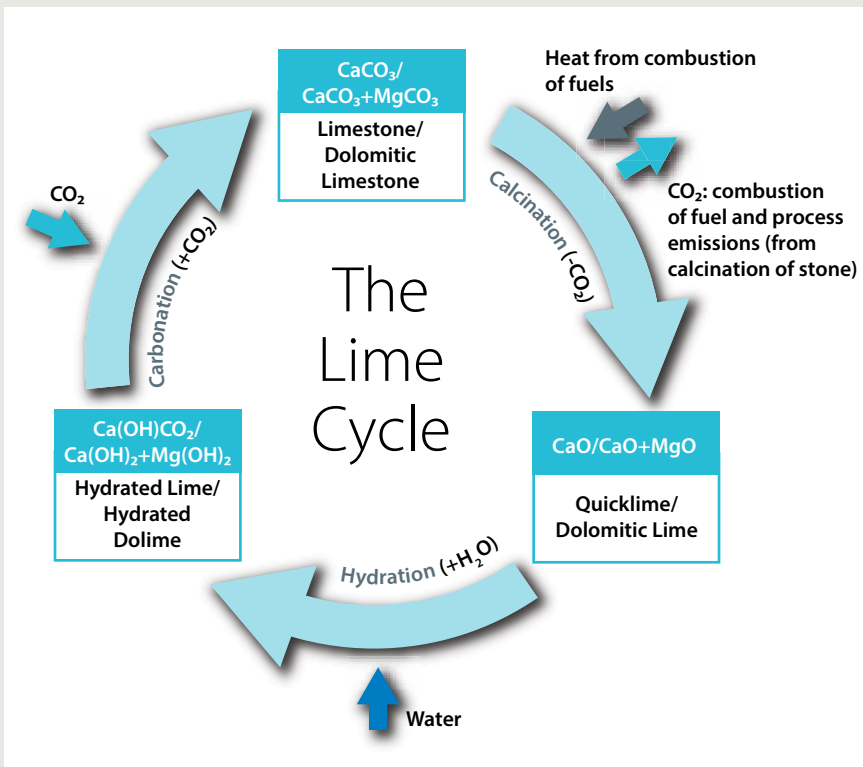 CaCO₃/
CaCO₃+MgCO₃
Limestone/
Dolomitic
Limestone
Heat from combustion
of fuels
CO₂: combustion
of fuel and process
emissions (from
calcination of stone)
Calcination (-CO₂)
CO₂
Carbonation (+CO₂)
The
Lime
Cycle
Ca(OH)CO₂/
Ca(OH)₂+Mg(OH)₂
Hydrated Lime/
Hydrated
Dolime
CaO/CaO+MgO
Quicklime/
Dolomitic Lime
Hydration (+H₂O)
Water